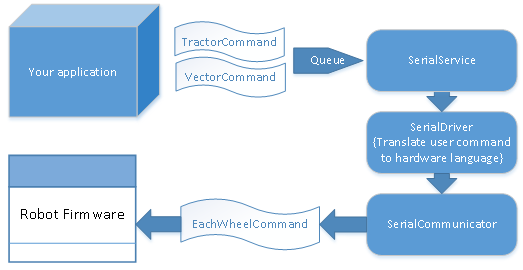 Your application
TractorCommand
VectorCommand
Queue
SerialService
SerialDriver
{Translate user command
to hardware language}
SerialCommunicator
EachWheelCommand
Robot Firmware